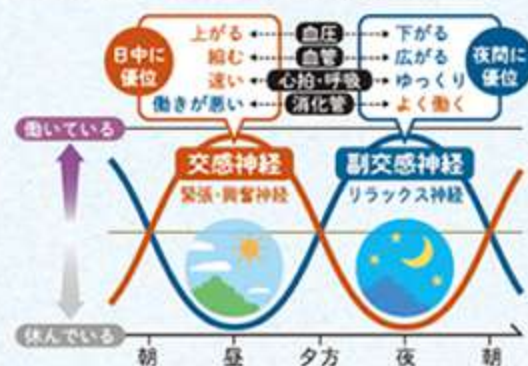 日中に
優位
上がる
血圧
下がる
縮む
血管
広がる
速い
心拍・呼吸
ゆっくり
働きが悪い
消化管
よく働く
夜間に
優位
働いている
交感神経
緊張・興奮神経
副交感神経
リラックス神経
休んでいる
朝
昼
夕方
夜
朝